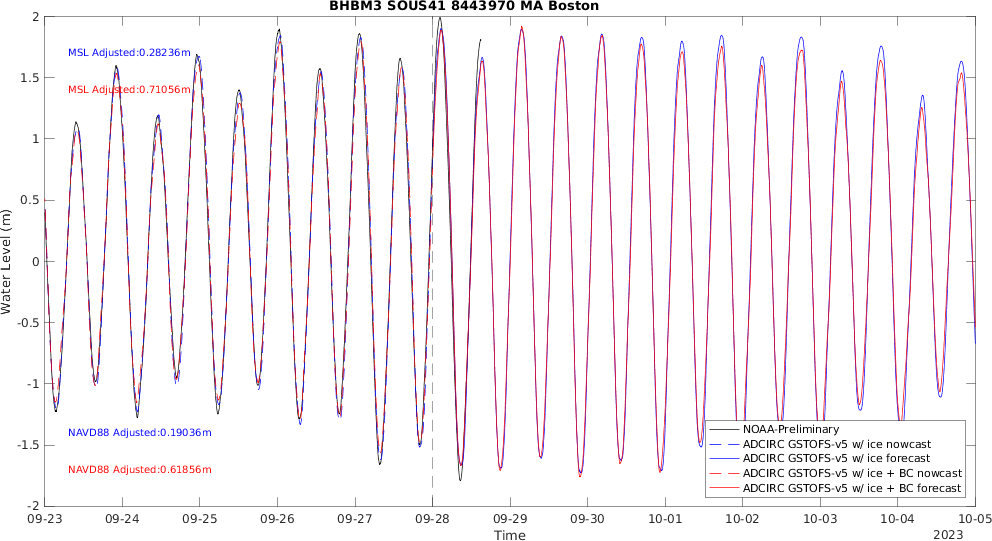 BHBM3 SOUS41 8443970 MA Boston
2
1.5
1
0.5
0
-0.5
-1
-1.5
-2
Water Level (m)
MSL Adjusted:0.28236m
MSL Adjusted:0.71056m
NAVD88 Adjusted:0.19036m
NAVD88 Adjusted:0.61856m
NOAA-Preliminary
ADCIRC GSTOFS-v5 w/ ice nowcast
ADCIRC GSTOFS-v5 w/ ice forecast
ADCIRC GSTOFS-v5 w/ ice + BC nowcast
ADCIRC GSTOFS-v5 w/ ice + BC forecast
09-23 09-24 09-25 09-26 09-27 09-28 09-29 09-30 10-01 10-02 10-03 10-04 10-05
Time
2023